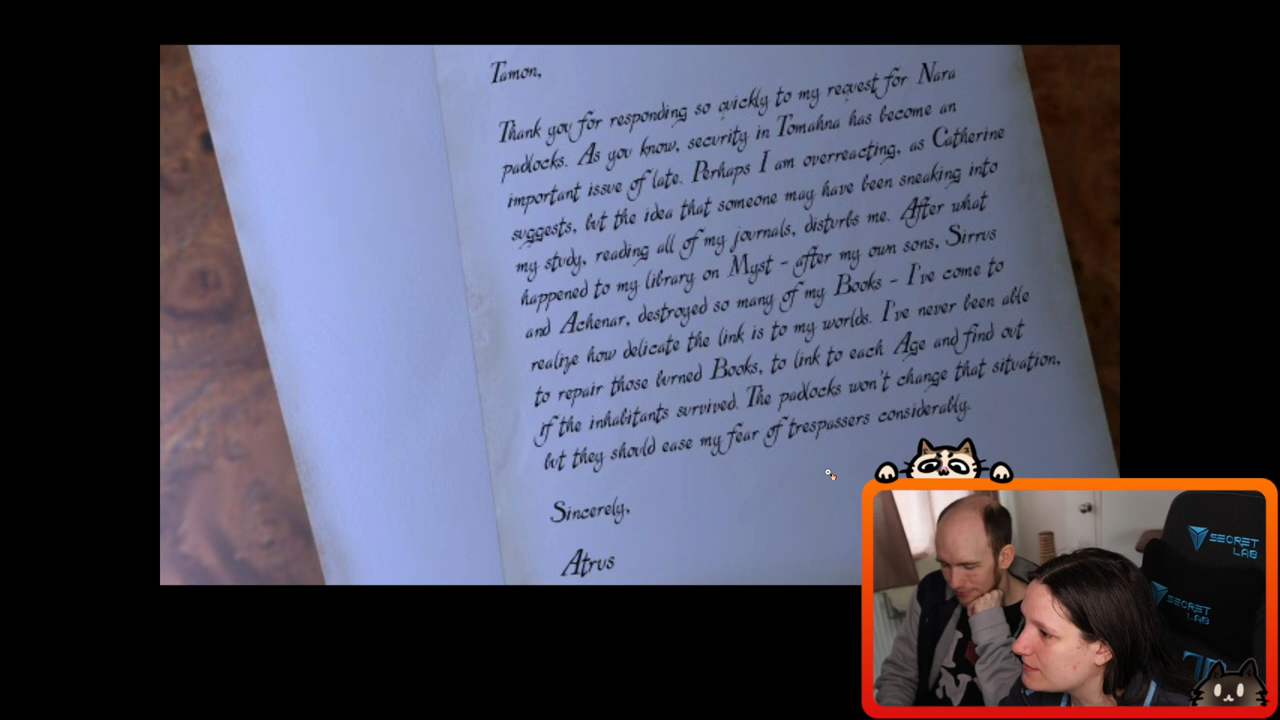 Tamon,
Thank you for responding so quickly to my request for Nara
padlocks. As you know, security in Tomahna has become an
important issue of late. Perhaps I am overreacting, as Catherine
suggests, but the idea that someone may have been sneaking into
my study, reading all of my journals, disturbs me. After what
happened to my library on Myst - after my own sons, Sirrus
and Achenar, destroyed so many of my Books - I've come to
realize how delicate the link is to my worlds. I've never been able
to repair those burned Books, to link to each Age and find out
if the inhabitants survived. The padlocks won't change that situation,
but they should ease my fear of trespassers considerably.
Sincerely,
Atrus
SECRET
LAB
SECRET
LAB